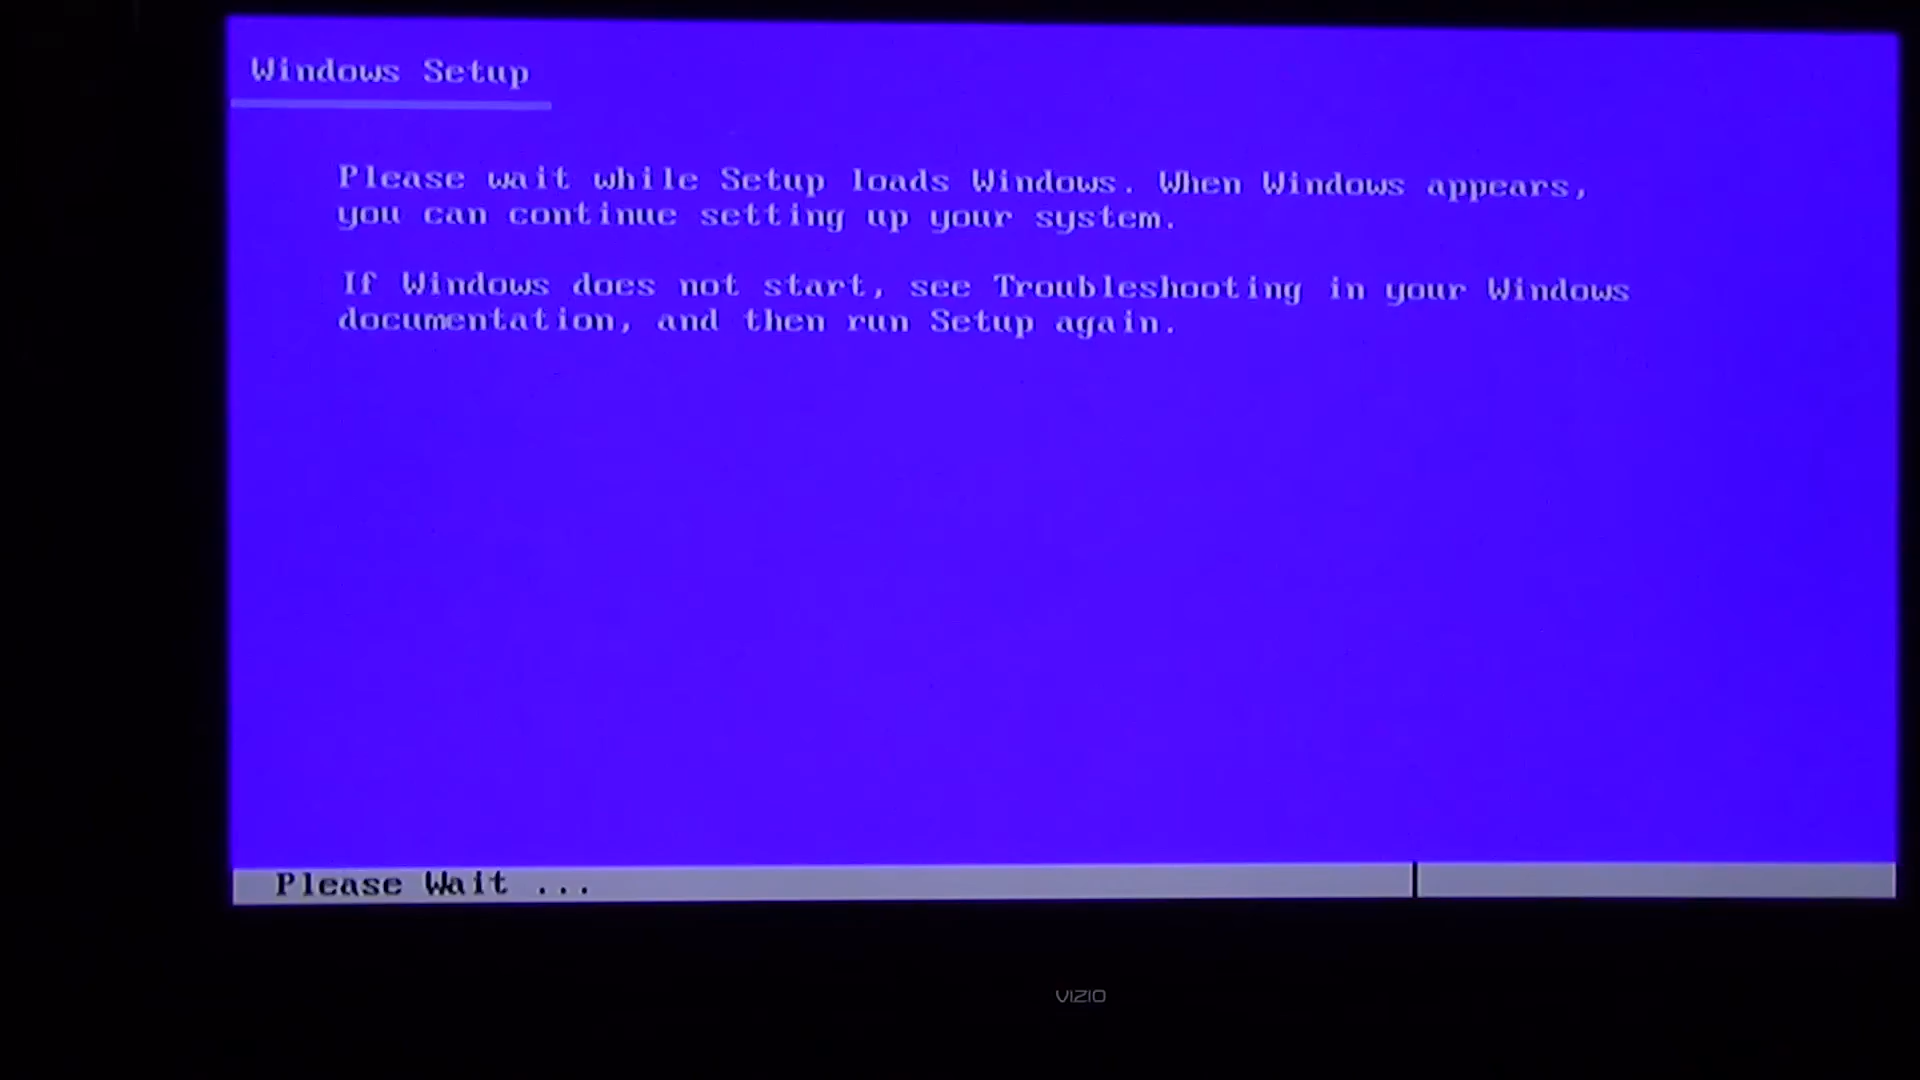 Windows Setup
Please wait while Setup loads Windows. When Windows appears,
you can continue setting up your system.
If Windows does not start, see Troubleshooting in your Windows
documentation, and then run Setup again.
Please Wait ...
VIZIO